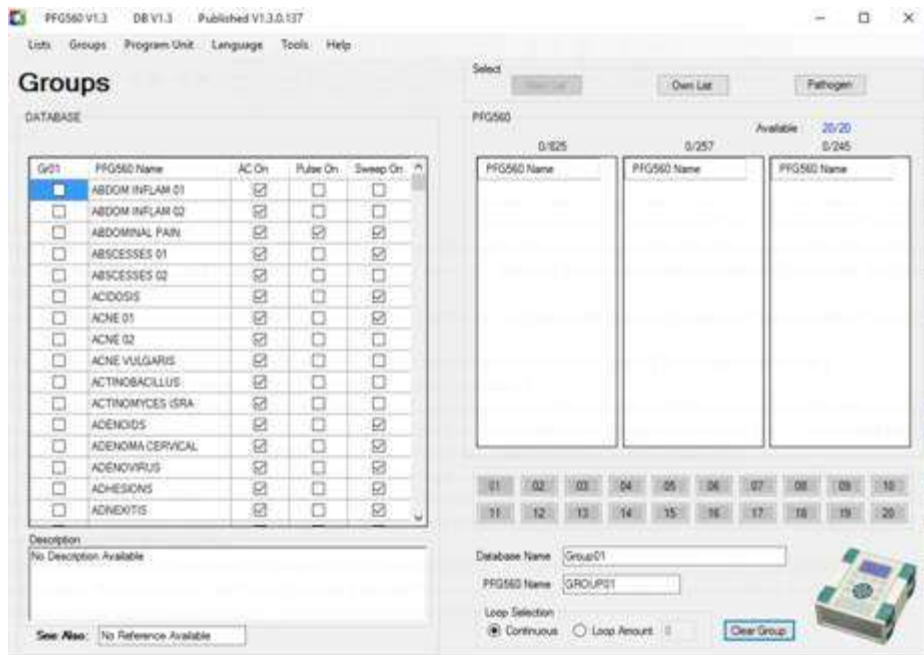 PFG560 V1.3 DB V1.3 Published V1.3.0.137
Lists Groups Program Unit Language Tools Help
Groups
Select
Own List Pathogen
DATABASE
PFG560
Available 20/20
0/625 0/257 0/245
Gr01 PFG560 Name AC On Pulse On Sweep On
PFG560 Name PFG560 Name PFG560 Name
ABDOM INFLAM 01
ABDOM INFLAM 02
ABDOMINAL PAIN
ABSCESSES 01
ABSCESSES 02
ACIDOSIS
ACNE 01
ACNE 02
ACNE VULGARIS
ACTINOBACILLUS
ACTINOMYCES ISRA
ADENOIDS
ADENOMA CERVICAL
ADENOVIRUS
ADHESIONS
ADNEXITIS
01 02 03 04 05 06 07 08 09 10
11 12 13 14 15 16 17 18 19 20
Description
No Description Available
Database Name Group01
PFG560 Name GROUP01
Loop Selection
Continuous Loop Amount 0 Clear Group
See Also: No Reference Available